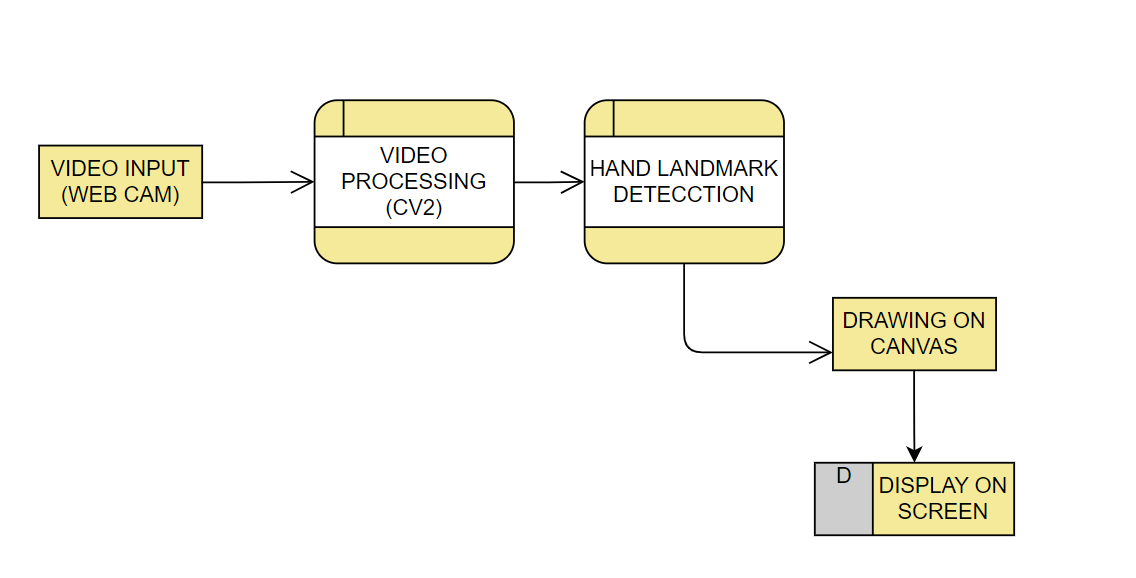 VIDEO INPUT
(WEB CAM)
VIDEO
PROCESSING
(CV2)
HAND LANDMARK
DETECCTION
DRAWING ON
CANVAS
D
DISPLAY ON
SCREEN